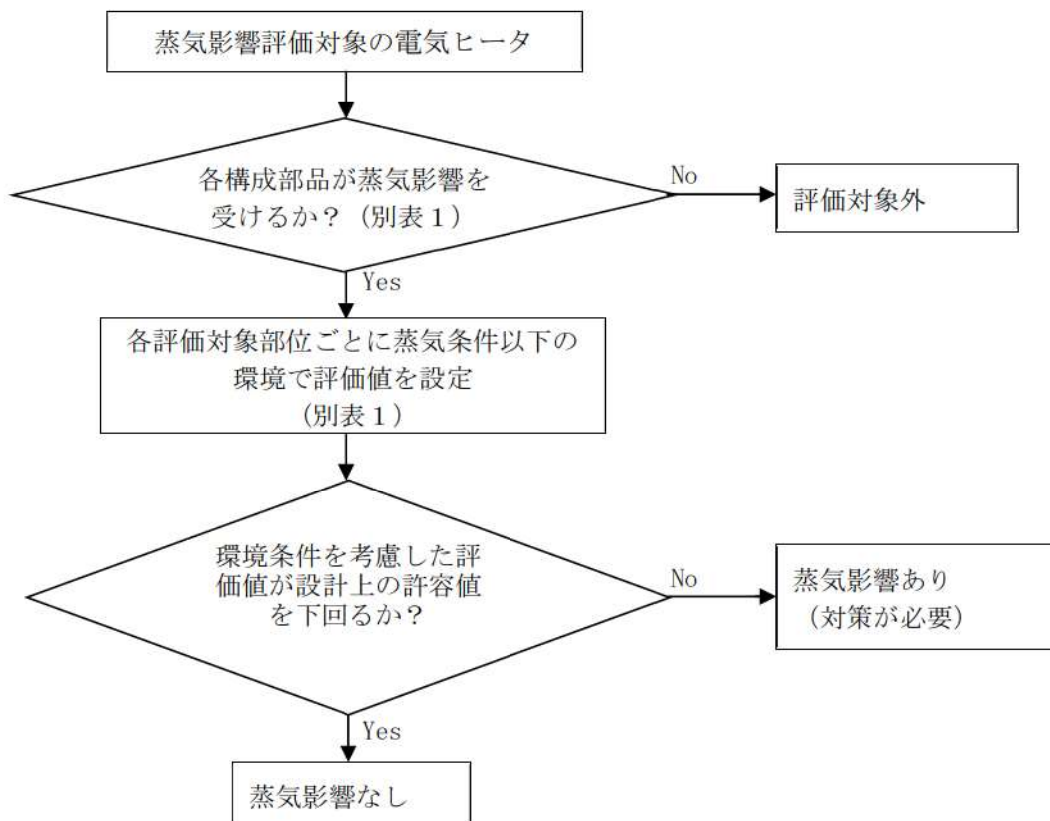 蒸気影響評価対象の電気ヒータ
各構成部品が蒸気影響を
受けるか？（別表１）
No
評価対象外
Yes
各評価対象部位ごとに蒸気条件以下の
環境で評価値を設定
（別表１）
環境条件を考慮した評
価値が設計上の許容値
を下回るか？
No
蒸気影響あり
（対策が必要）
Yes
蒸気影響なし